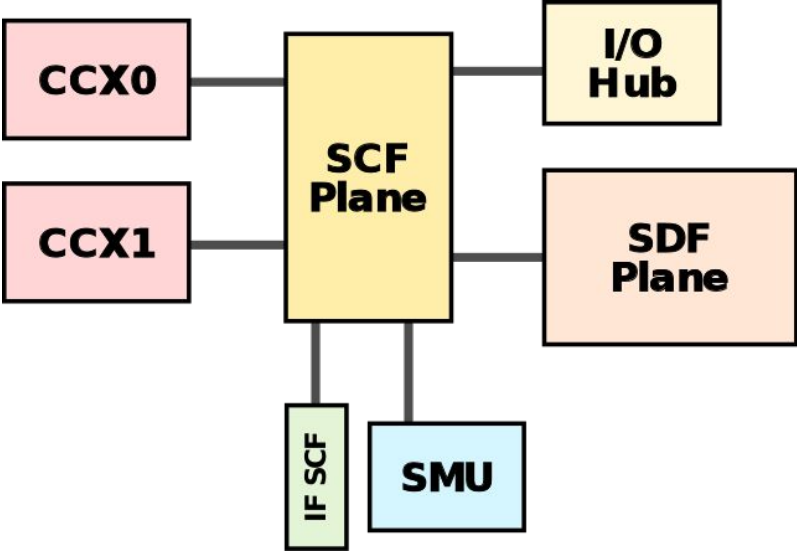 CCX0
CCX1
SCF
Plane
I/O
Hub
SDF
Plane
IF SCF
SMU